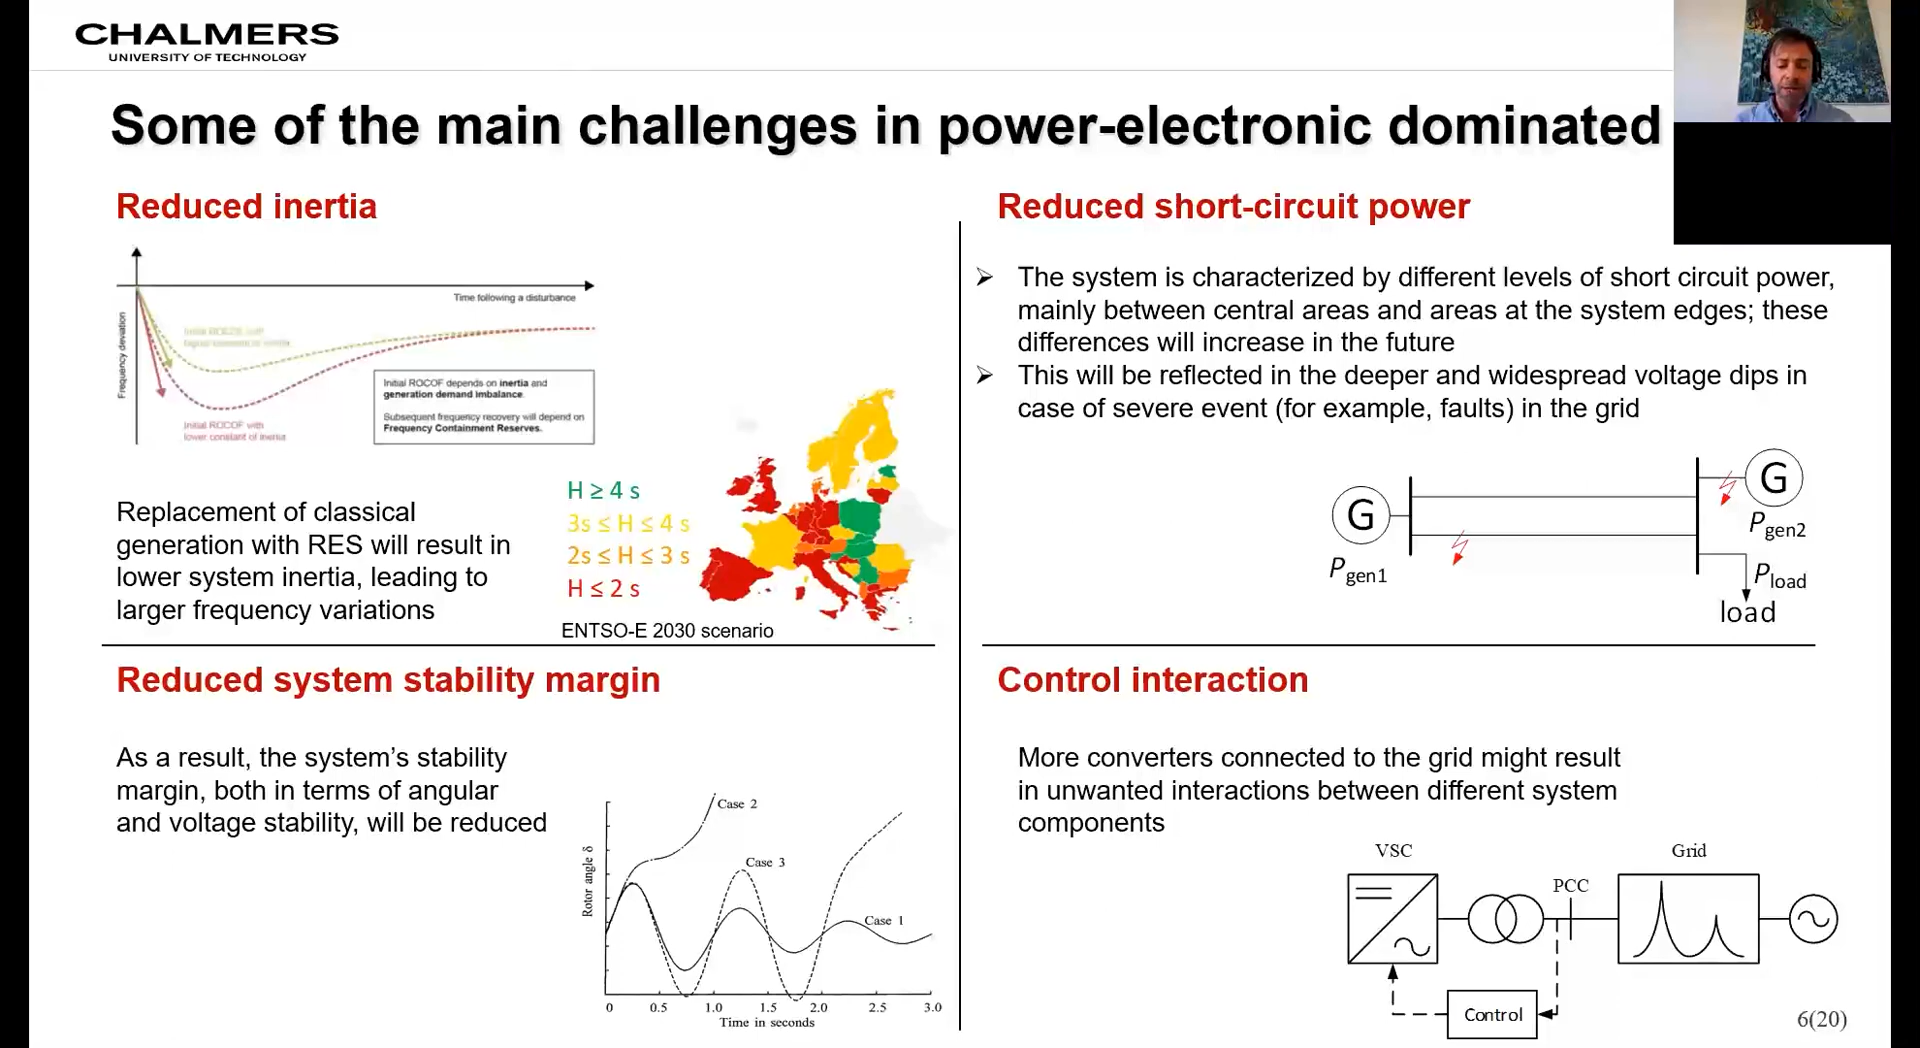 CHALMERS
UNIVERSITY OF TECHNOLOGY
Some of the main challenges in power-electronic dominated
Reduced inertia
Time following a disturbance
Frequency deviation
Initial ROCOF with
lower constant of inertia
Initial ROCOF depends on inertia and
generation demand imbalance.
Subsequent frequency recovery will depend on
Frequency Containment Reserves.
Replacement of classical
generation with RES will result in
lower system inertia, leading to
larger frequency variations
H ≥ 4 s
3s ≤ H ≤ 4 s
2s ≤ H ≤ 3 s
H ≤ 2 s
ENTSO-E 2030 scenario
Reduced short-circuit power
➢ The system is characterized by different levels of short circuit power,
mainly between central areas and areas at the system edges; these
differences will increase in the future
➢ This will be reflected in the deeper and widespread voltage dips in
case of severe event (for example, faults) in the grid
G
Pgen1
G
Pgen2
Pload
load
Reduced system stability margin
As a result, the system's stability
margin, both in terms of angular
and voltage stability, will be reduced
Rotor angle δ
Case 2
Case 3
Case 1
0 0.5 1.0 1.5 2.0 2.5 3.0
Time in seconds
Control interaction
More converters connected to the grid might result
in unwanted interactions between different system
components
VSC
PCC
Grid
Control
6(20)